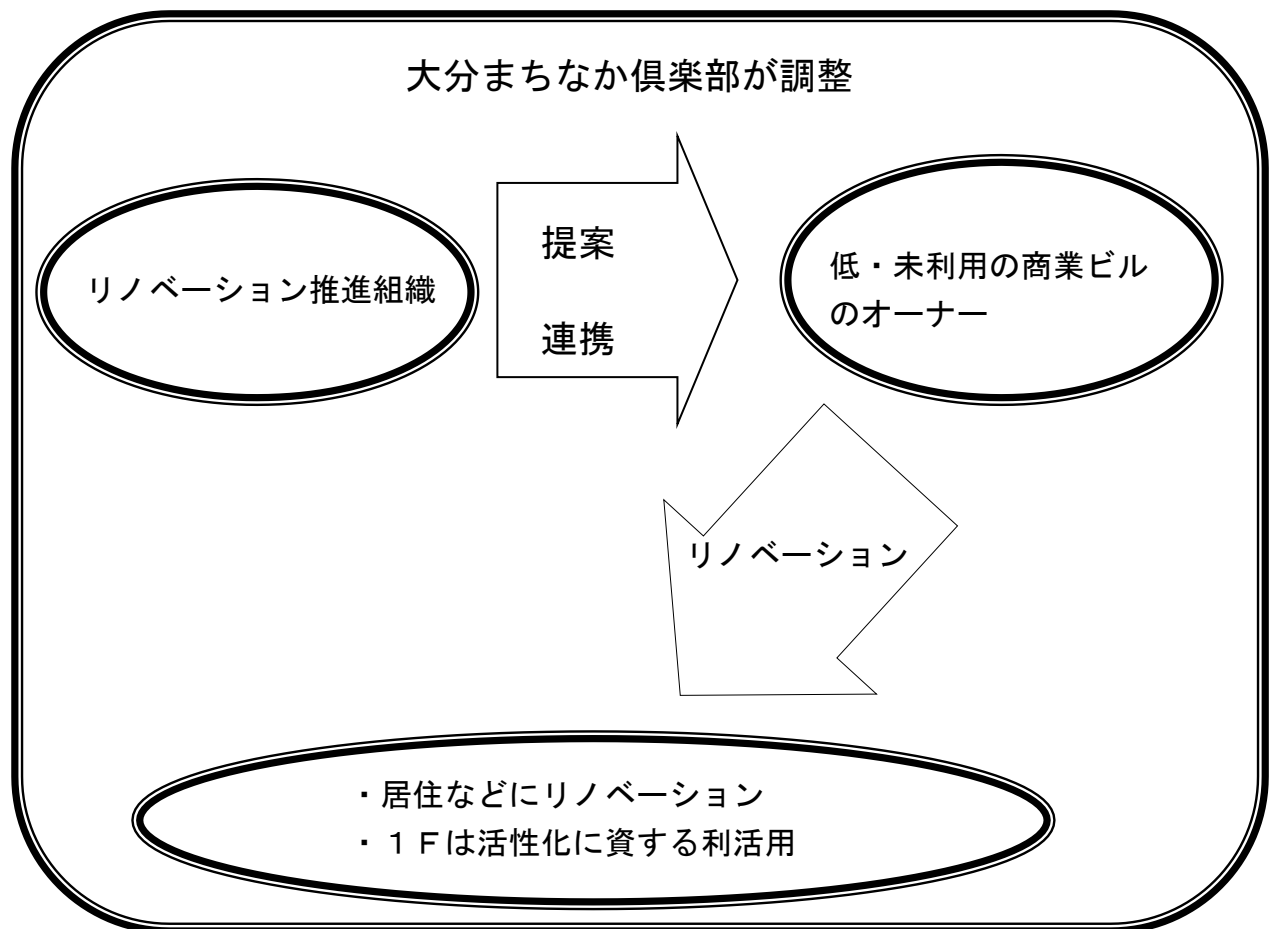 大分まちなか倶楽部が調整
リノベーション推進組織
提案
連携
低・未利用の商業ビル
のオーナー
リノベーション
・居住などにリノベーション
・１Ｆは活性化に資する利活用